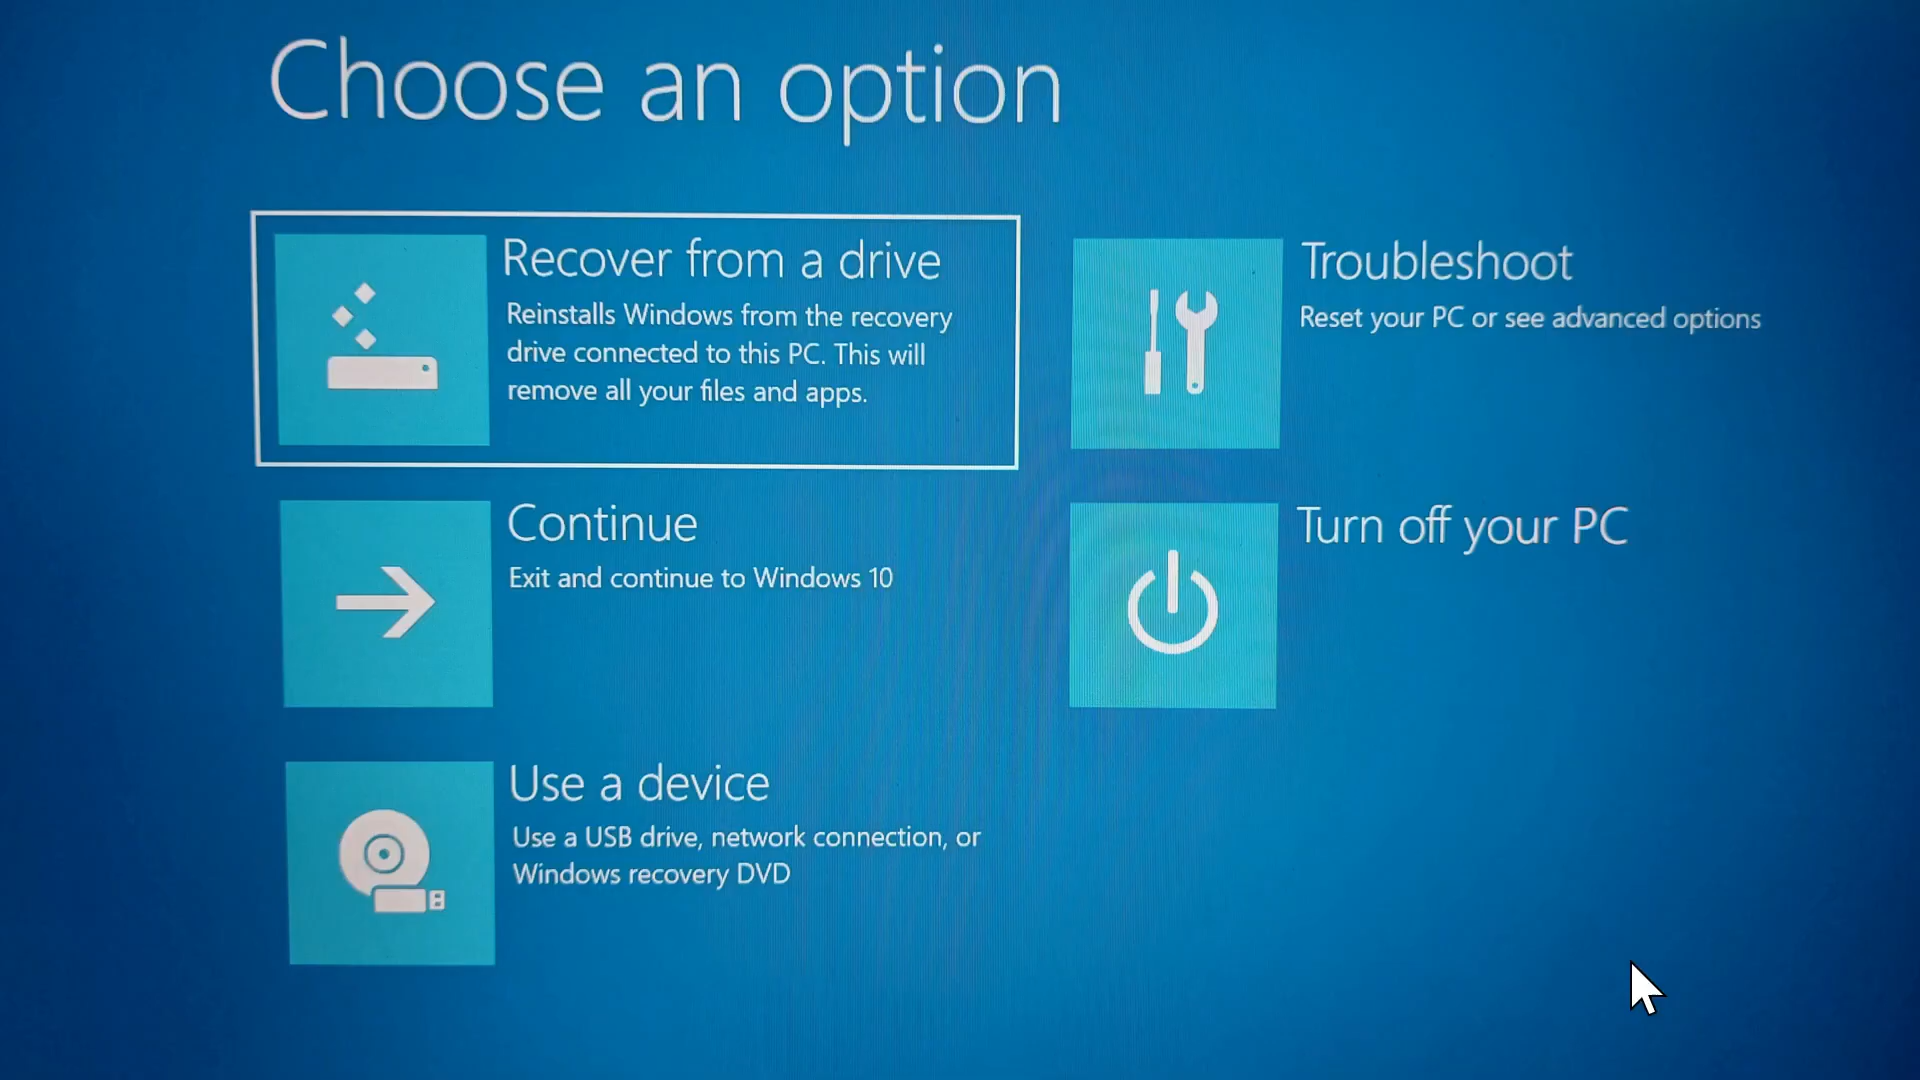 Choose an option
Recover from a drive
Reinstalls Windows from the recovery
drive connected to this PC. This will
remove all your files and apps.
Troubleshoot
Reset your PC or see advanced options
Continue
Exit and continue to Windows 10
Turn off your PC
Use a device
Use a USB drive, network connection, or
Windows recovery DVD